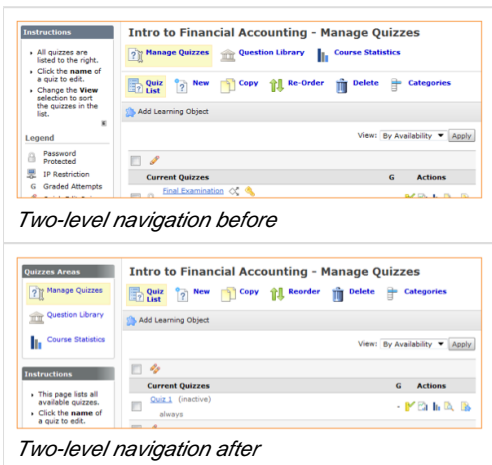 Instructions
All quizzes are
listed to the right.
Click the name of
a quiz to edit.
Change the View
selection to sort
the quizzes in the
list.
Legend
Password
Protected
IP Restriction
G Graded Attempts
Intro to Financial Accounting - Manage Quizzes
Manage Quizzes Question Library Course Statistics
Quiz List New Copy Re-Order Delete Categories
Add Learning Object
View: By Availability Apply
Current Quizzes G Actions
Final Examination
Two-level navigation before
Quizzes Areas
Manage Quizzes
Question Library
Course Statistics
Instructions
This page lists all
available quizzes.
Click the name of
a quiz to edit.
Intro to Financial Accounting - Manage Quizzes
Quiz List New Copy Reorder Delete Categories
Add Learning Object
View: By Availability Apply
Current Quizzes G Actions
Quiz 1 (inactive) -
always
Two-level navigation after